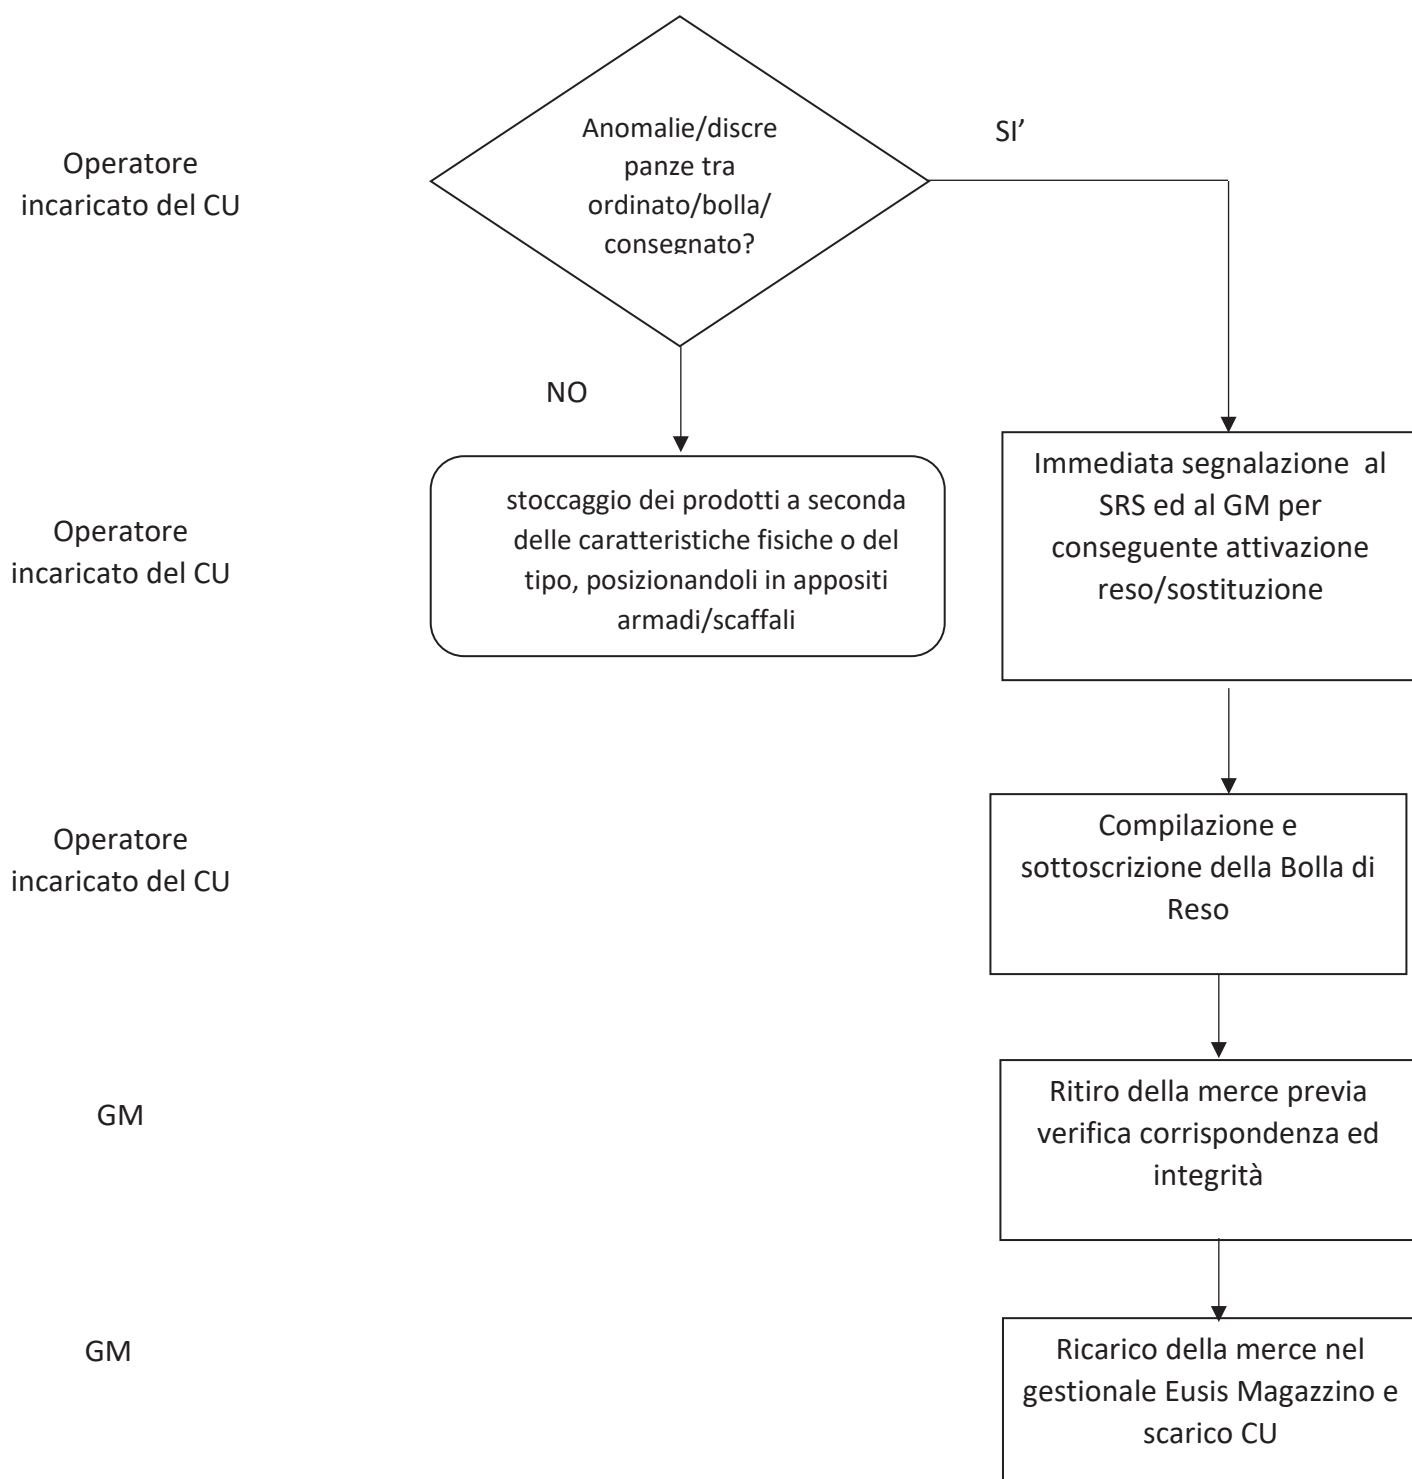 Anomalie/discre
panze tra
ordinato/bolla/
consegnato?
SI’
Operatore
incaricato del CU
NO
Operatore
incaricato del CU
stoccaggio dei prodotti a seconda
delle caratteristiche fisiche o del
tipo, posizionandoli in appositi
armadi/scaffali
Immediata segnalazione  al
SRS ed al GM per
conseguente attivazione
reso/sostituzione
Operatore
incaricato del CU
Compilazione e
sottoscrizione della Bolla di
Reso
GM
Ritiro della merce previa
verifica corrispondenza ed
integrità
GM
Ricarico della merce nel
gestionale Eusis Magazzino e
scarico CU